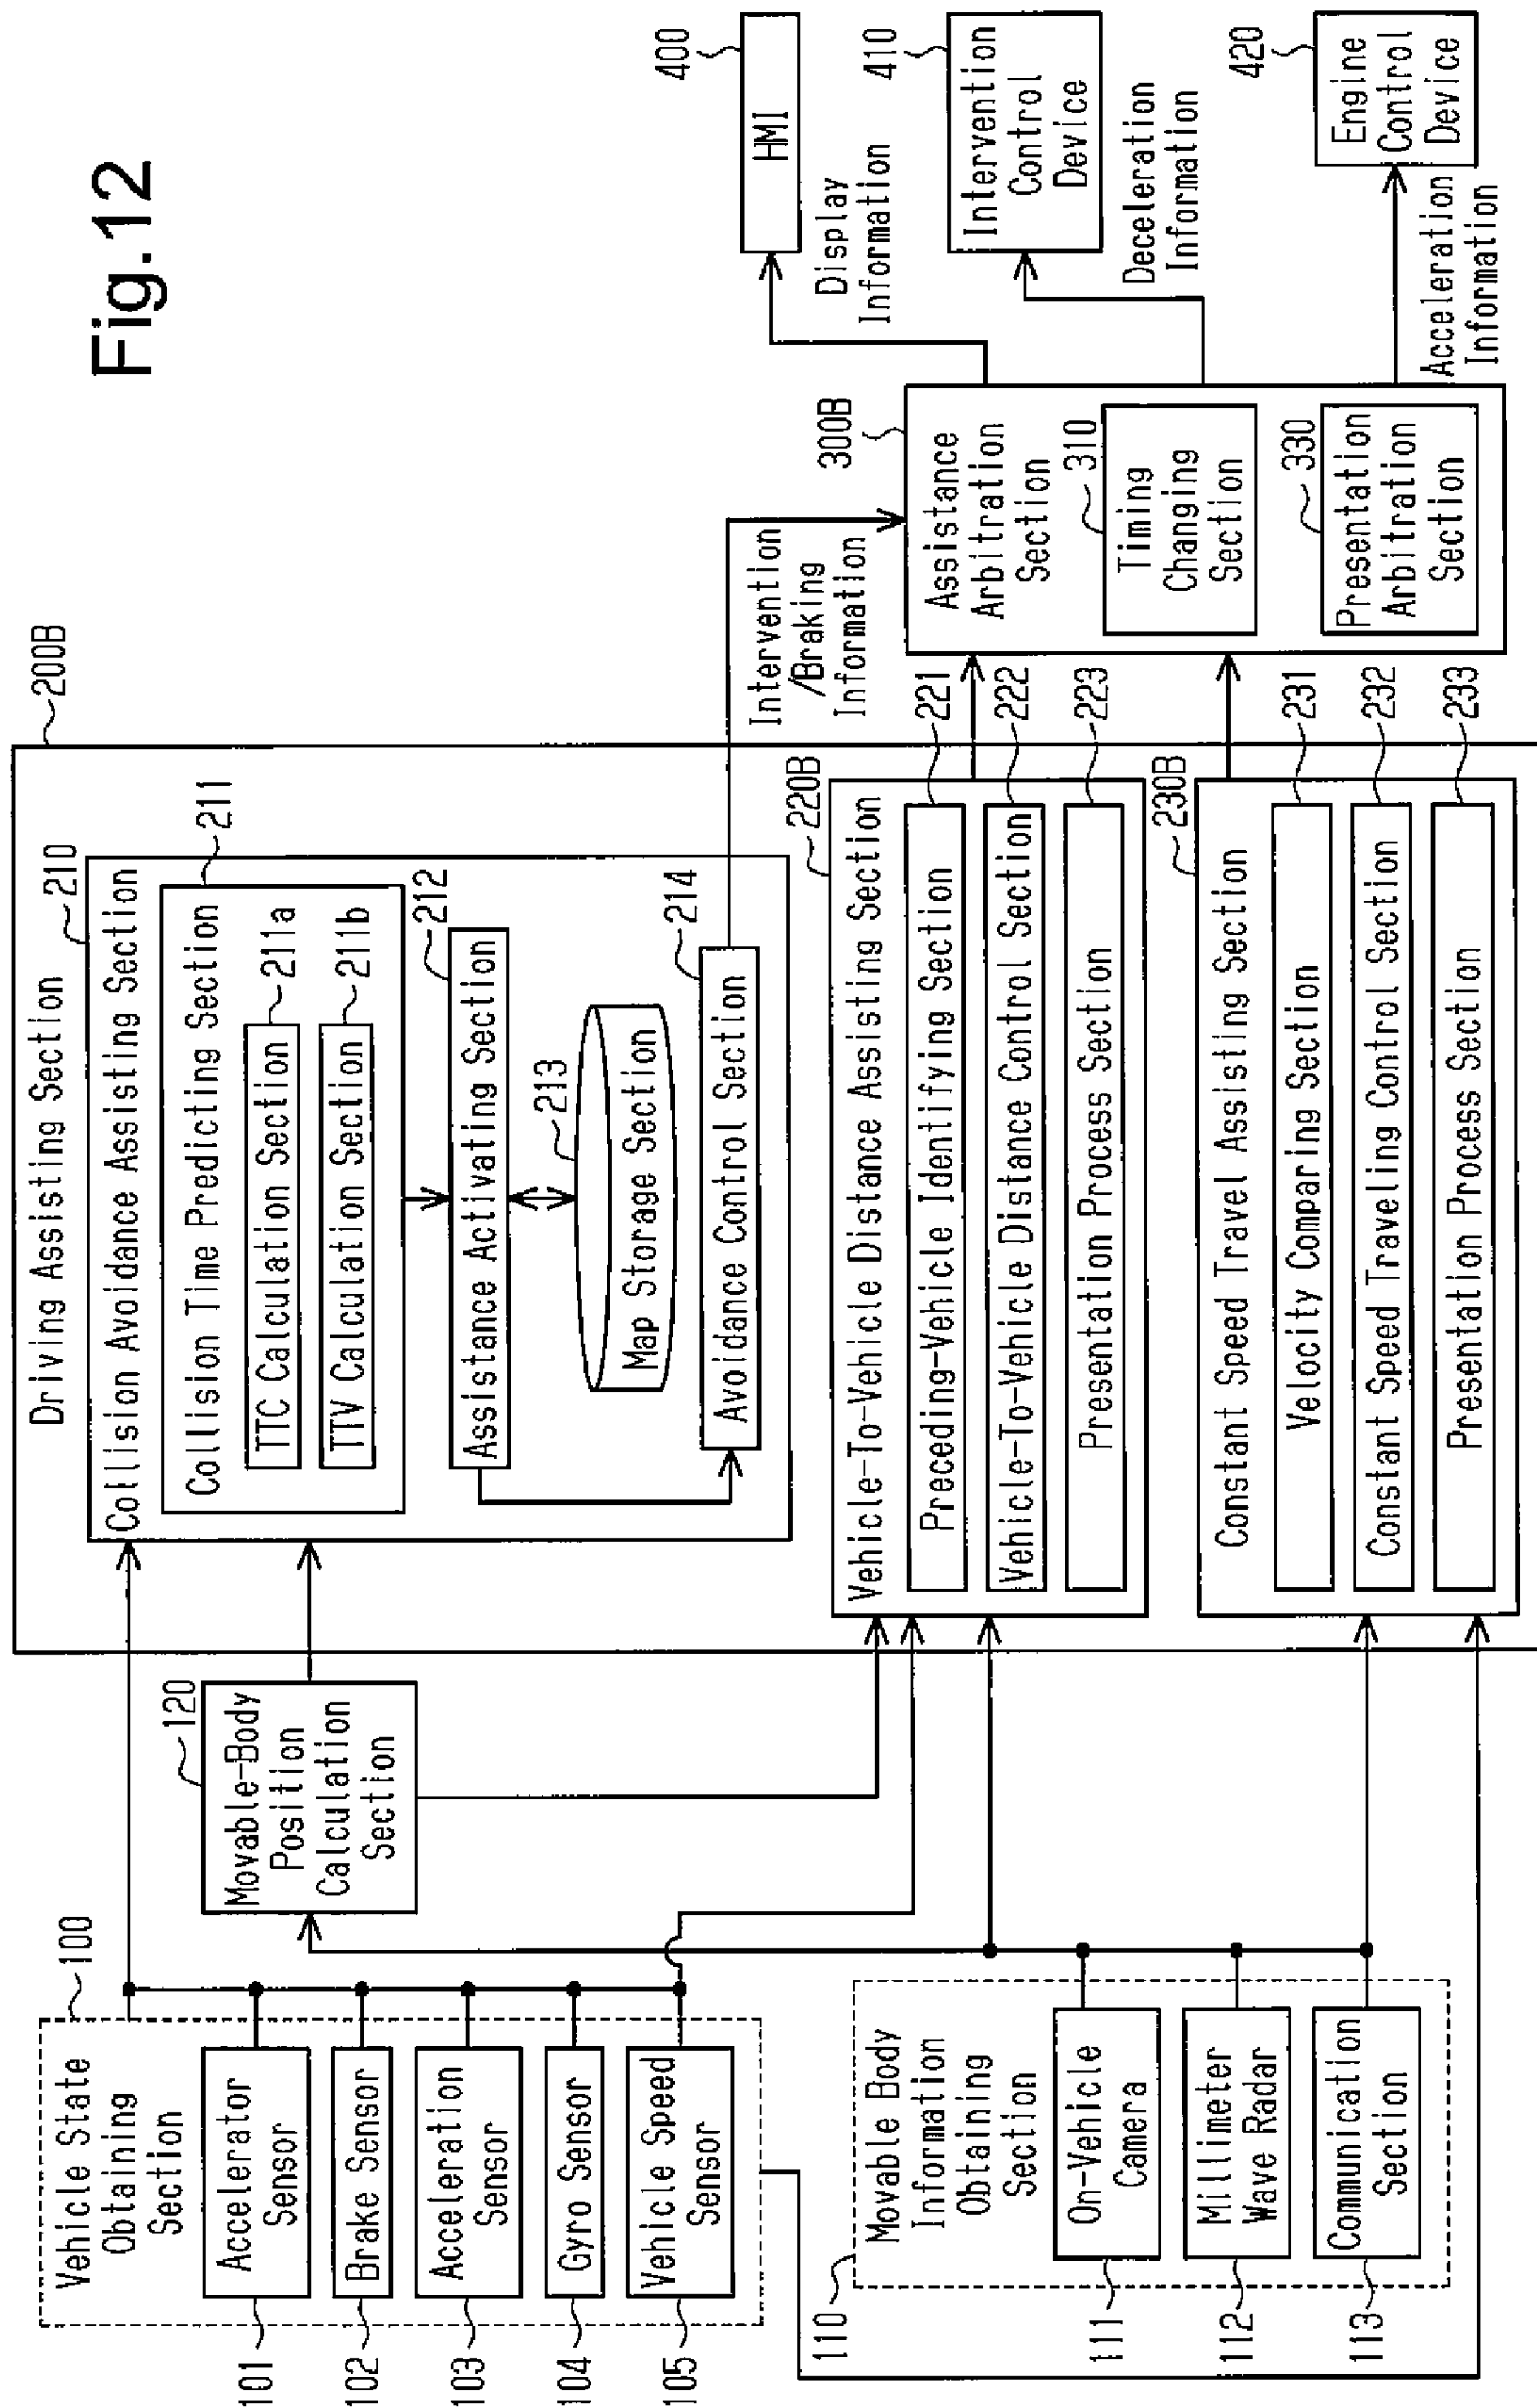 Fig.12
Vehicle State
Obtaining
Section
100
Accelerator
Sensor
101
Brake Sensor
102
Acceleration
Sensor
103
Gyro Sensor
104
Vehicle Speed
Sensor
105
Movable Body
Information
Obtaining
Section
110
On-Vehicle
Camera
111
Millimeter
Wave Radar
112
Communication
Section
113
Movable-Body
Position
Calculation
Section
120
Driving Assisting Section
200B
Collision Avoidance Assisting Section
210
Collision Time Predicting Section
211
TTC Calculation Section
211a
TTV Calculation Section
211b
Assistance Activating Section
212
213
Map Storage Section
Avoidance Control Section
214
Vehicle-To-Vehicle Distance Assisting Section
220B
Preceding-Vehicle Identifying Section
221
Vehicle-To-Vehicle Distance Control Section
222
Presentation Process Section
223
Constant Speed Travel Assisting Section
230B
Velocity Comparing Section
231
Constant Speed Traveling Control Section
232
Presentation Process Section
233
Intervention
/Braking
Information
Assistance
Arbitration
Section
300B
Timing
Changing
Section
310
Presentation
Arbitration
Section
330
Display
Information
HMI
400
Intervention
Control
Device
410
Deceleration
Information
Engine
Control
Device
420
Acceleration
Information